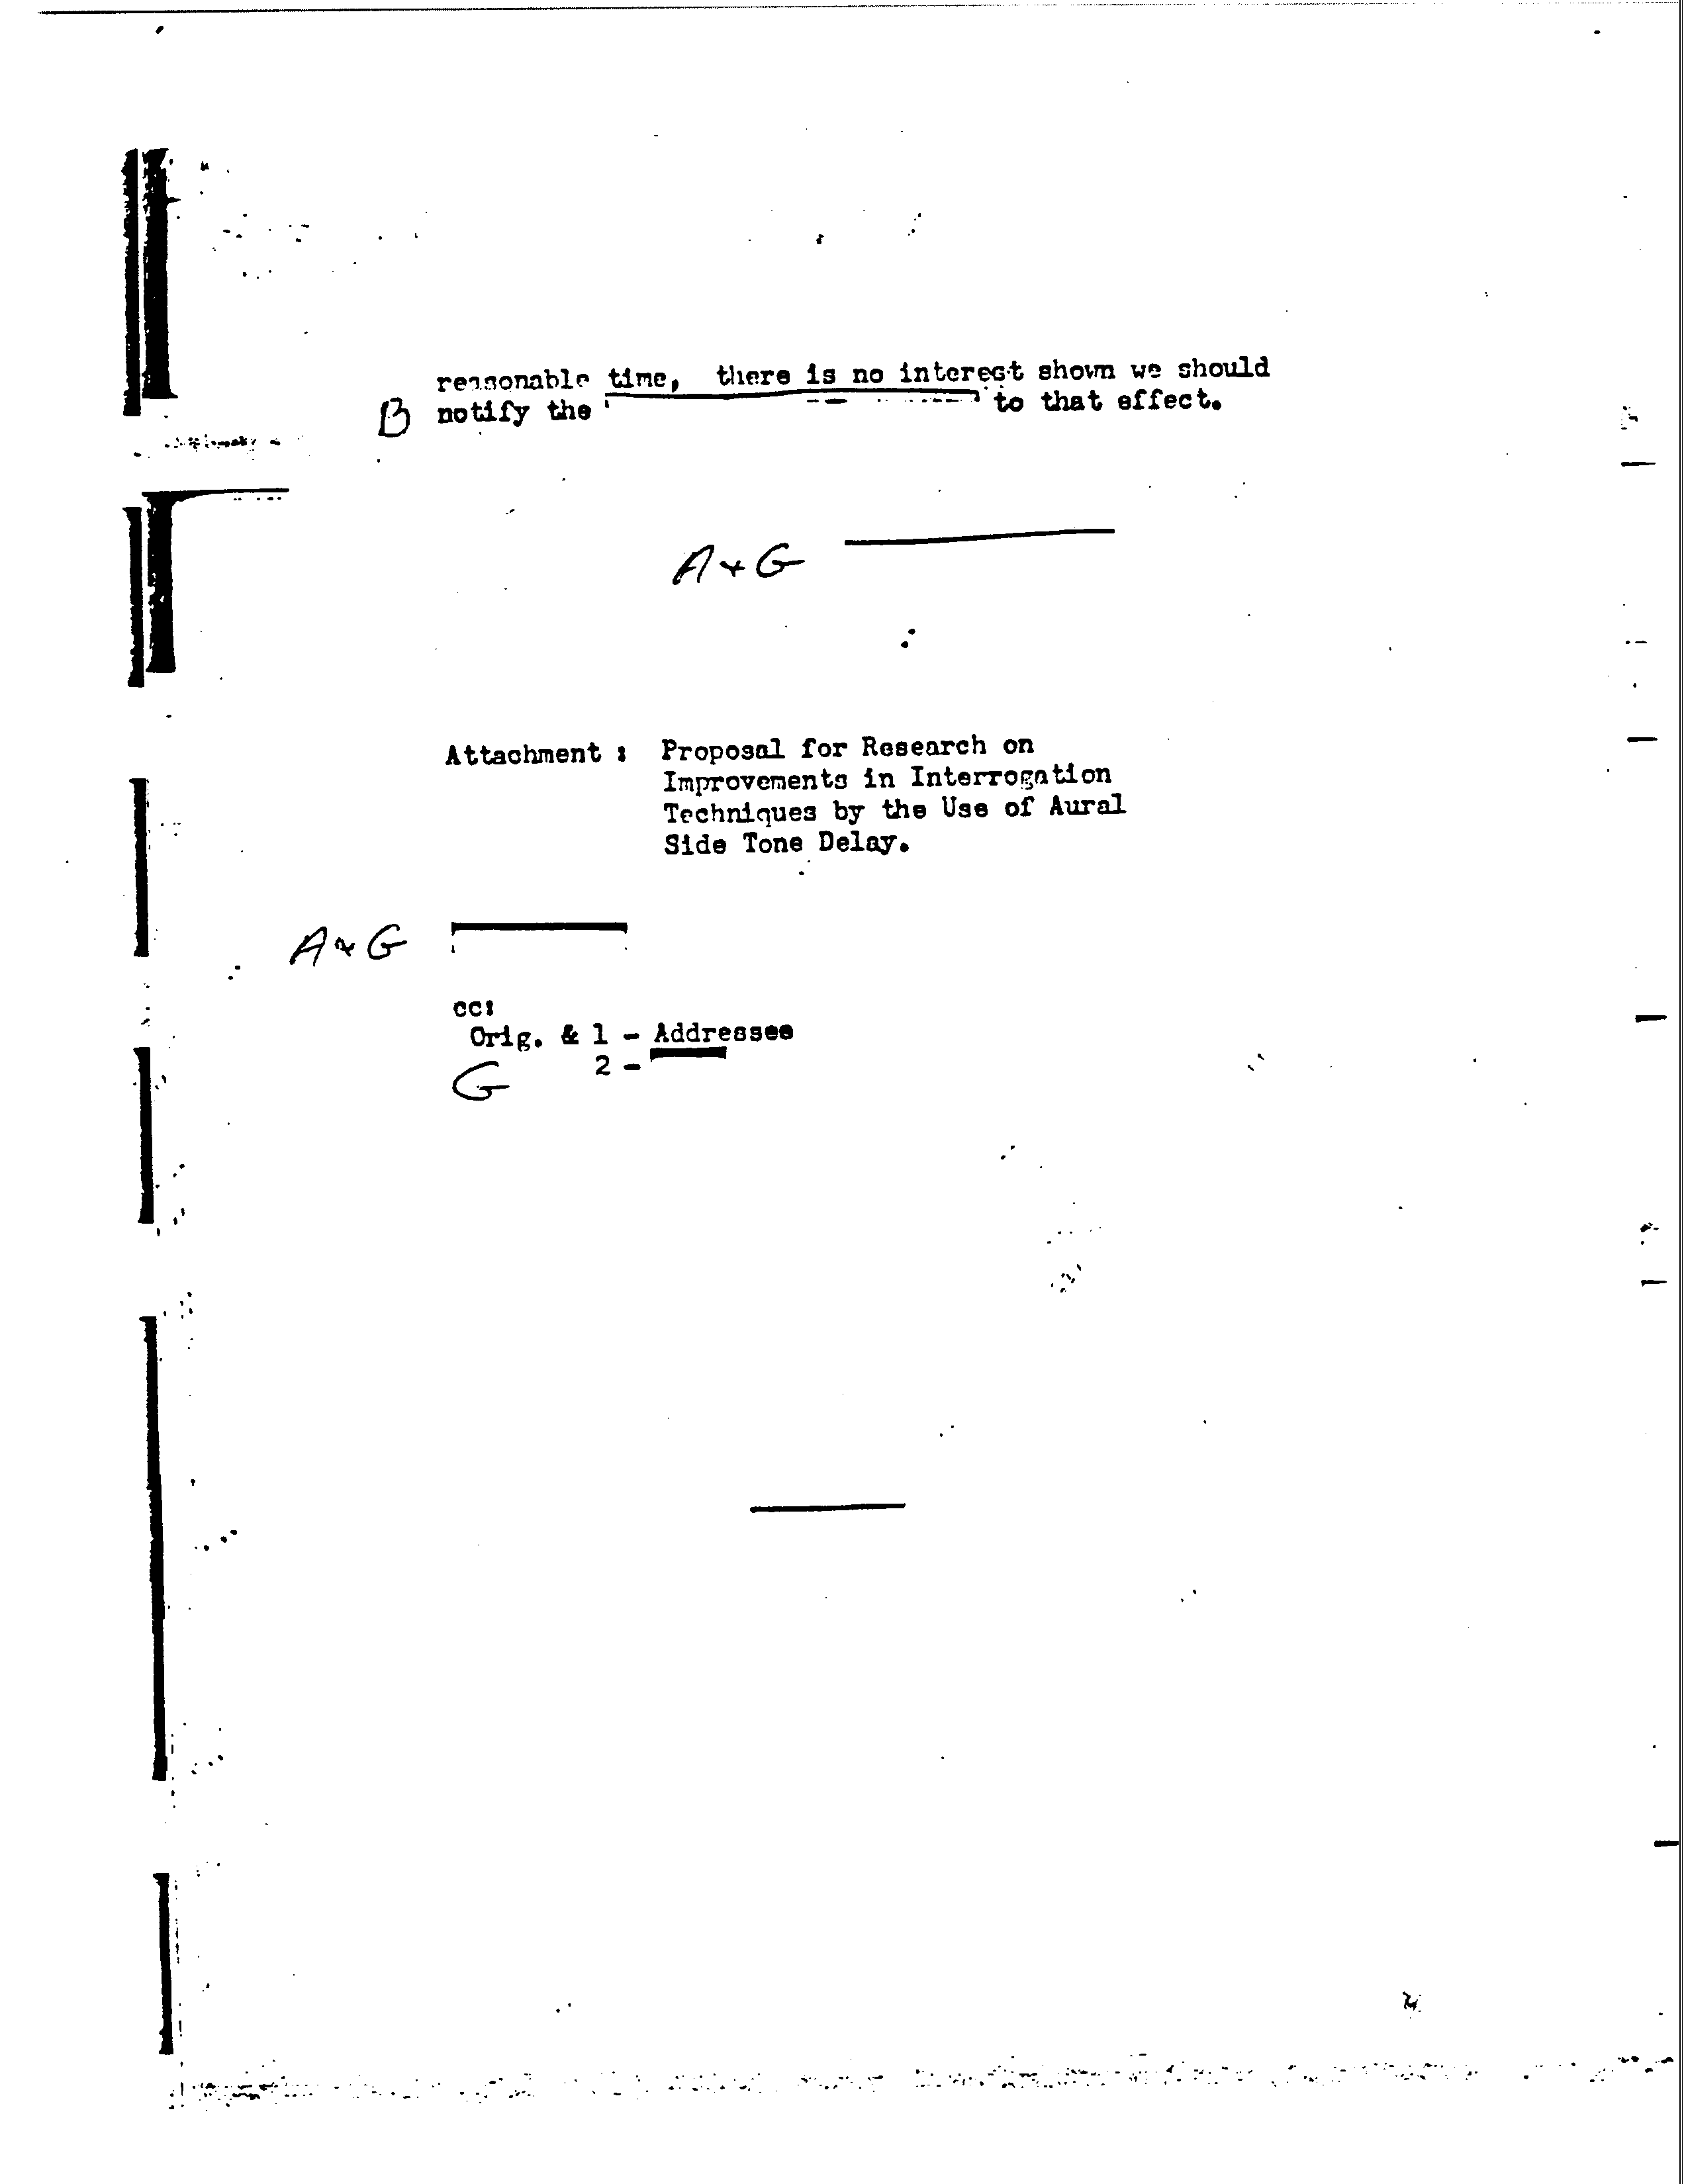 reasonable time, there is no interest shown we should
B notify the to that effect.
A & G
Attachment : Proposal for Research on
Improvements in Interrogation
Techniques by the Use of Aural
Side Tone Delay.
A & G
cc:
Orig. & 1 - Addressee
G 2 -